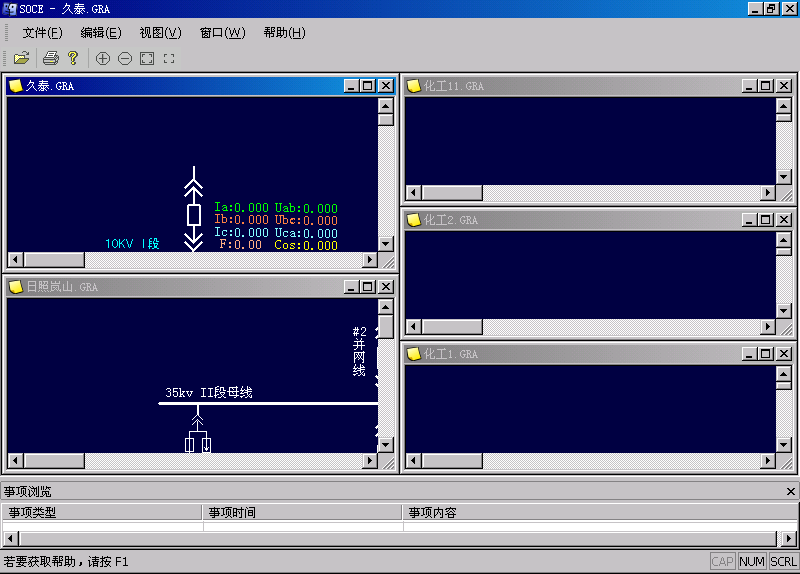 SOCE - 久泰.GRA
文件(F) 编辑(E) 视图(V) 窗口(W) 帮助(H)
久泰.GRA
Ia:0.000 Uab:0.000
Ib:0.000 Ubc:0.000
Ic:0.000 Uca:0.000
10KV I段 F:0.00 Cos:0.000
日照岚山.GRA
#2
并
网
线
35kv II段母线
化工11.GRA
化工2.GRA
化工1.GRA
事项浏览
事项类型 事项时间 事项内容
若要获取帮助，请按 F1 CAP NUM SCRL